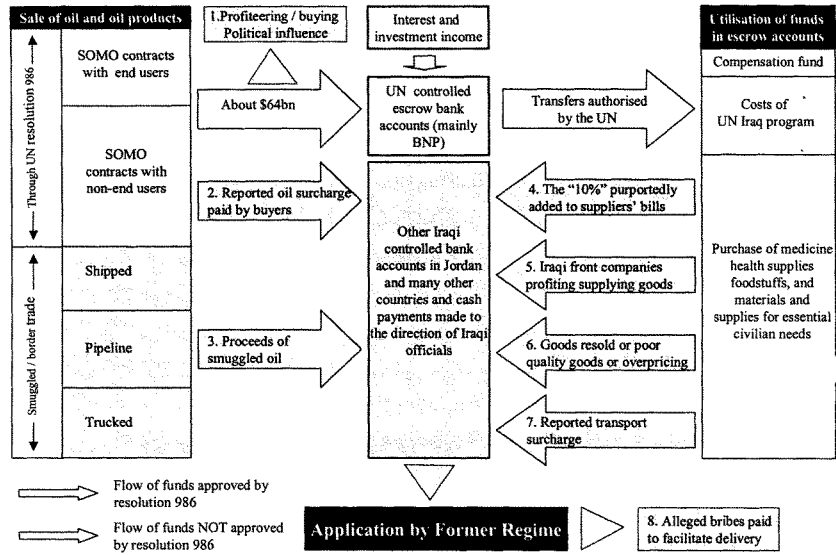 Sale of oil and oil products
Through UN resolution 986
SOMO contracts
with end users
SOMO
contracts with
non-end users
Smuggled / border trade
Shipped
Pipeline
Trucked
1.Profiteering / buying
Political influence
About $64bn
2. Reported oil surcharge
paid by buyers
3. Proceeds of
smuggled oil
Interest and
investment income
UN controlled
escrow bank
accounts (mainly
BNP)
Other Iraqi
controlled bank
accounts in Jordan
and many other
countries and cash
payments made to
the direction of Iraqi
officials
Transfers authorised
by the UN
4. The "10%" purportedly
added to suppliers' bills
5. Iraqi front companies
profiting supplying goods
6. Goods resold or poor
quality goods or overpricing
7. Reported transport
surcharge
Utilisation of funds
in escrow accounts
Compensation fund
Costs of
UN Iraq program
Purchase of medicine
health supplies
foodstuffs, and
materials and
supplies for essential
civilian needs
Flow of funds approved by
resolution 986
Flow of funds NOT approved
by resolution 986
Application by Former Regime
8. Alleged bribes paid
to facilitate delivery